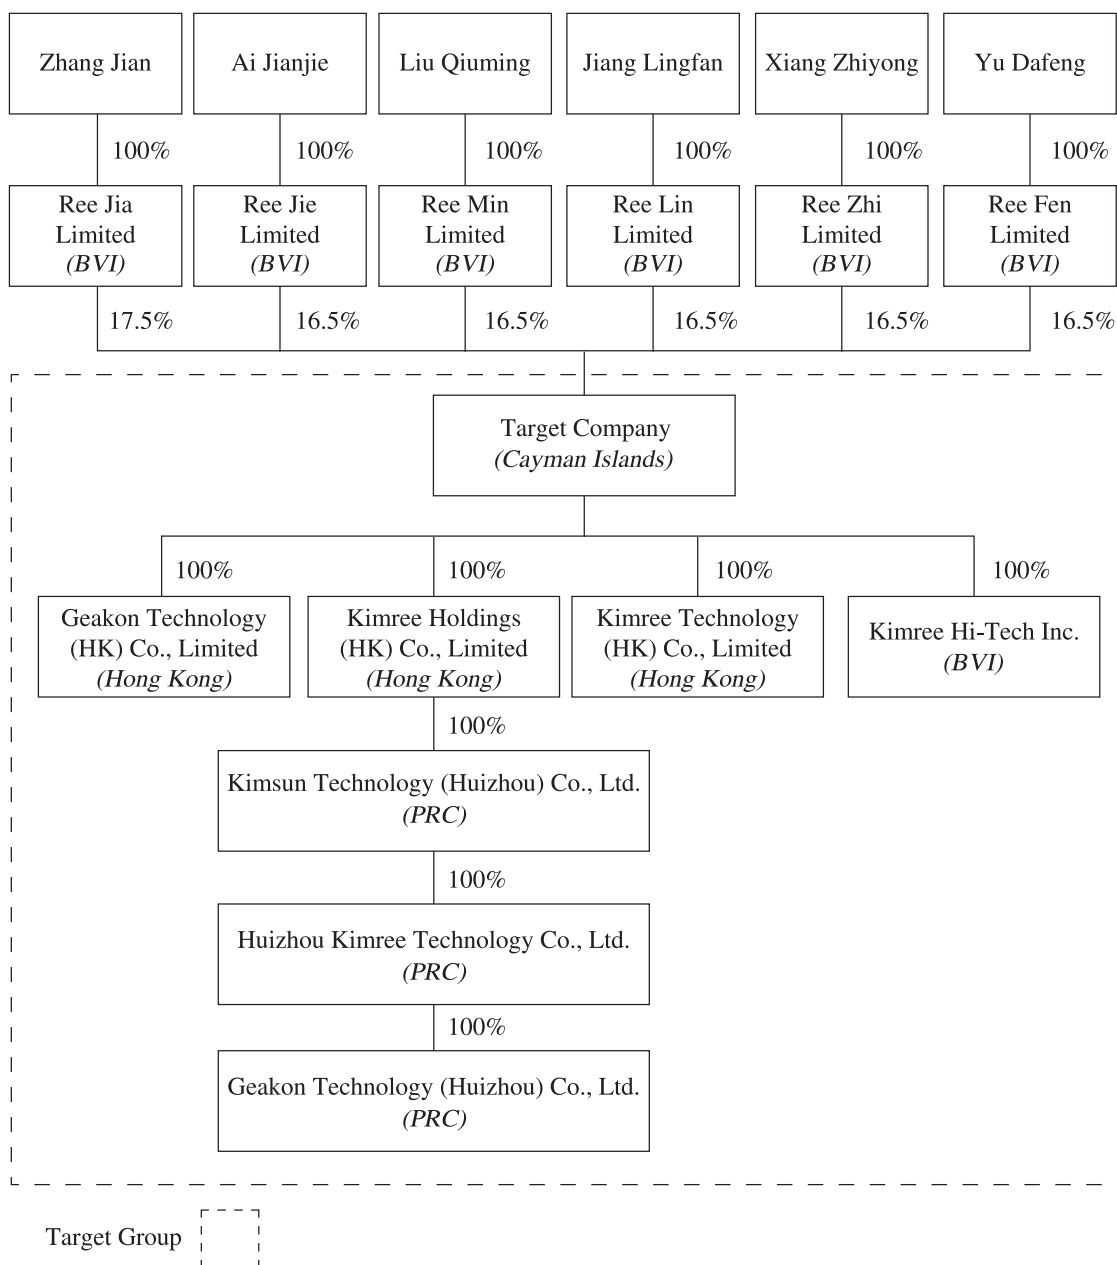 Zhang Jian
Ai Jianjie
Liu Qiuming
Jiang Lingfan
Xiang Zhiyong
Yu Dafeng
100%
100%
100%
100%
100%
100%
Ree Jia
Limited
(BVI)
Ree Jie
Limited
(BVI)
Ree Min
Limited
(BVI)
Ree Lin
Limited
(BVI)
Ree Zhi
Limited
(BVI)
Ree Fen
Limited
(BVI)
17.5%
16.5%
16.5%
16.5%
16.5%
16.5%
Target Company
(Cayman Islands)
100%
100%
100%
100%
Geakon Technology
(HK) Co., Limited
(Hong Kong)
Kimree Holdings
(HK) Co., Limited
(Hong Kong)
Kimree Technology
(HK) Co., Limited
(Hong Kong)
Kimree Hi-Tech Inc.
(BVI)
100%
Kimsun Technology (Huizhou) Co., Ltd.
(PRC)
100%
Huizhou Kimree Technology Co., Ltd.
(PRC)
100%
Geakon Technology (Huizhou) Co., Ltd.
(PRC)
Target Group